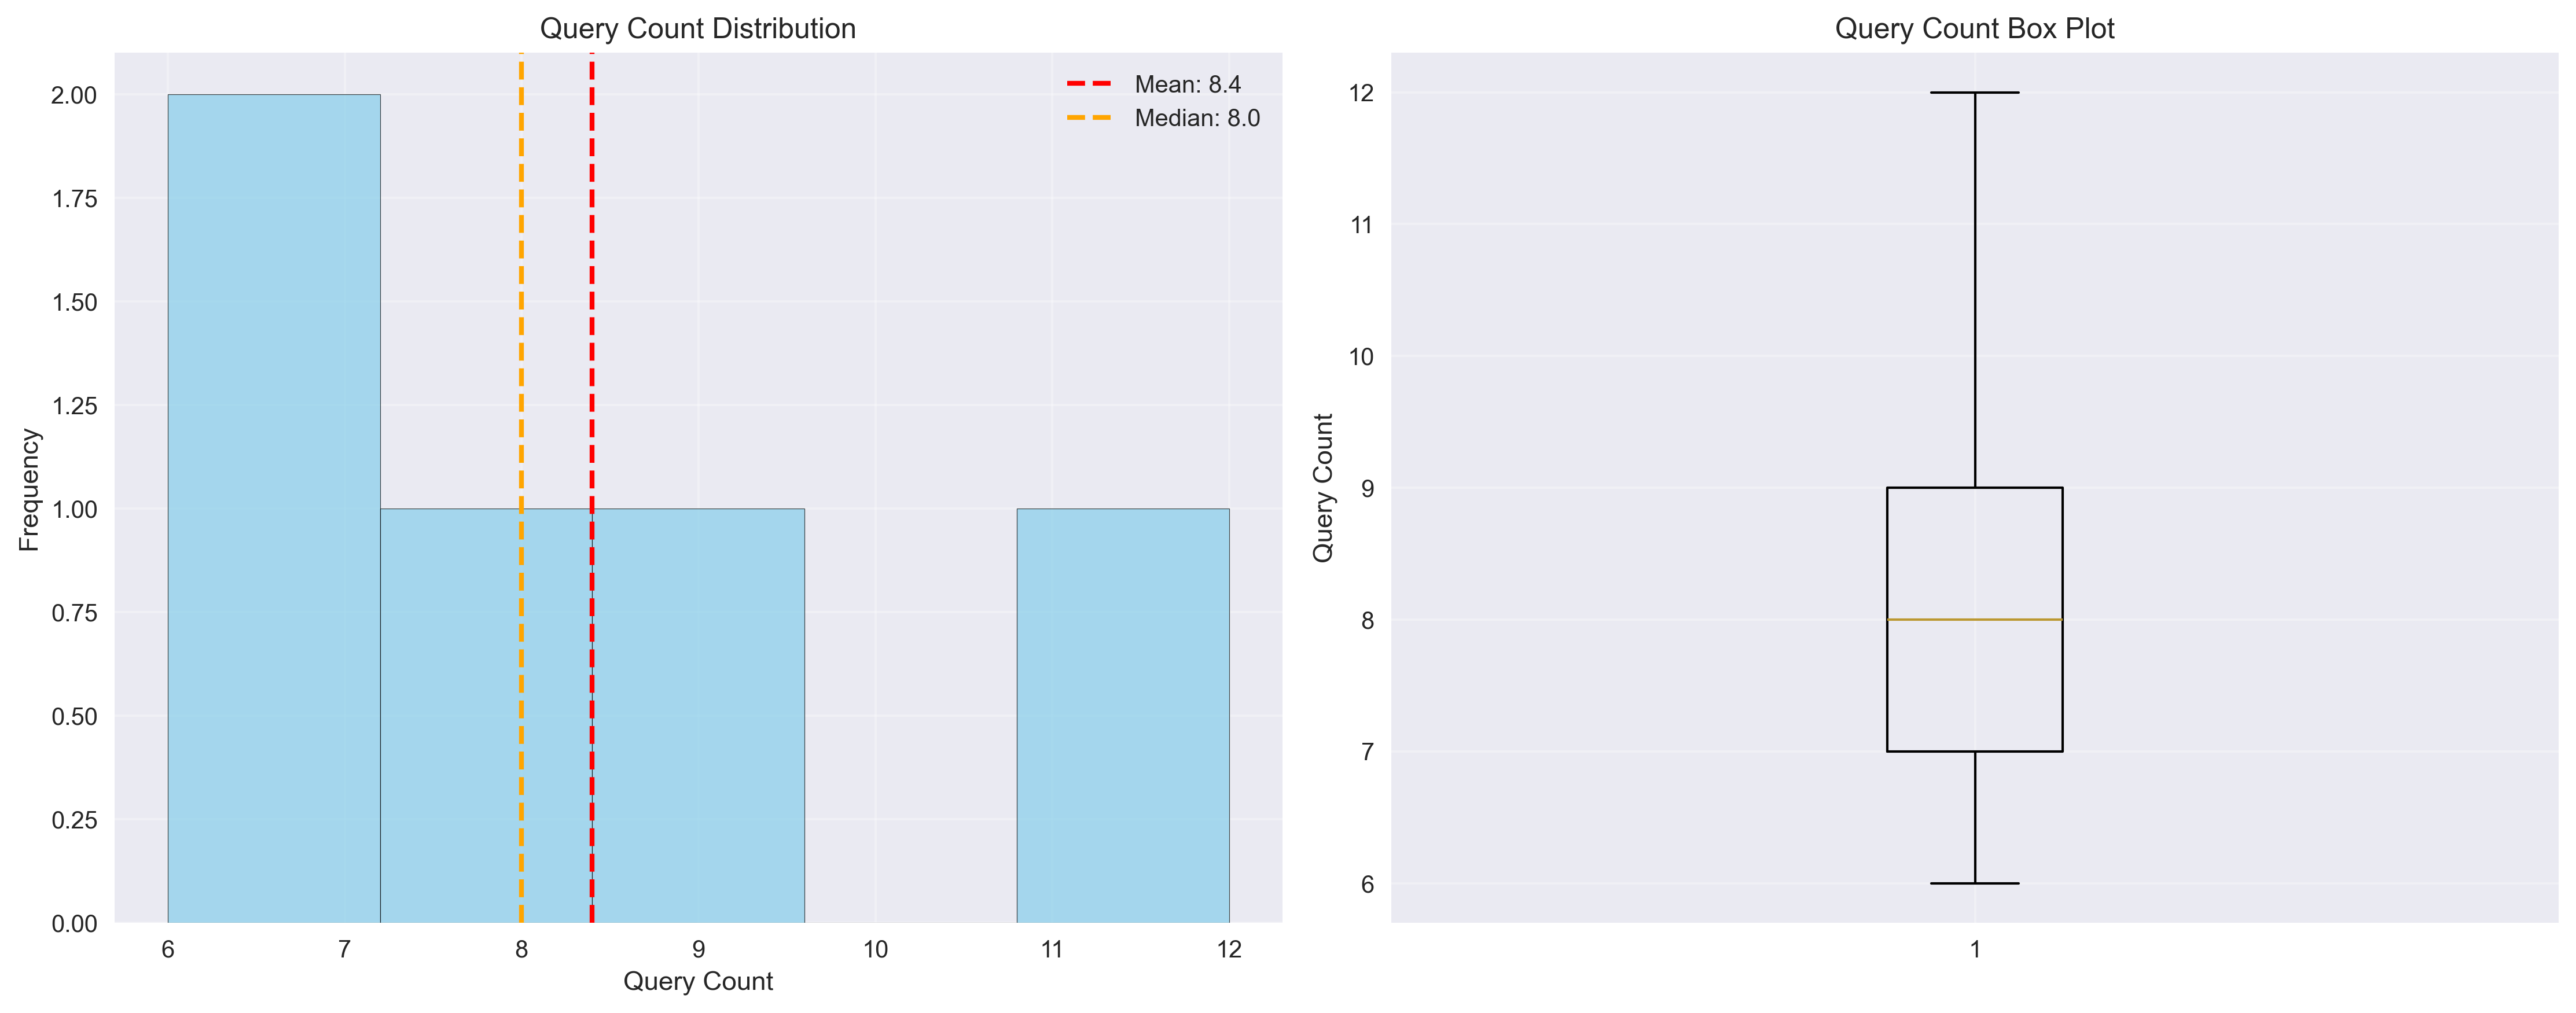 Query Count Distribution
Mean: 8.4
Median: 8.0
Frequency
2.00
1.75
1.50
1.25
1.00
0.75
0.50
0.25
0.00
6 7 8 9 10 11 12
Query Count
Query Count Box Plot
Query Count
12
11
10
9
8
7
6
1